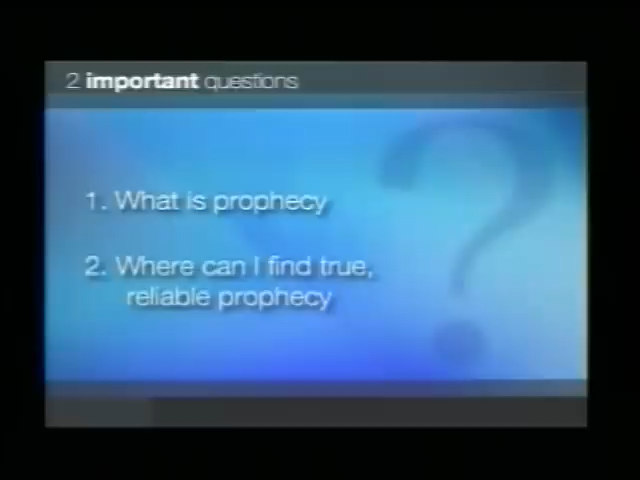 2 important questions
1. What is prophecy
2. Where can I find true,
reliable prophecy
?